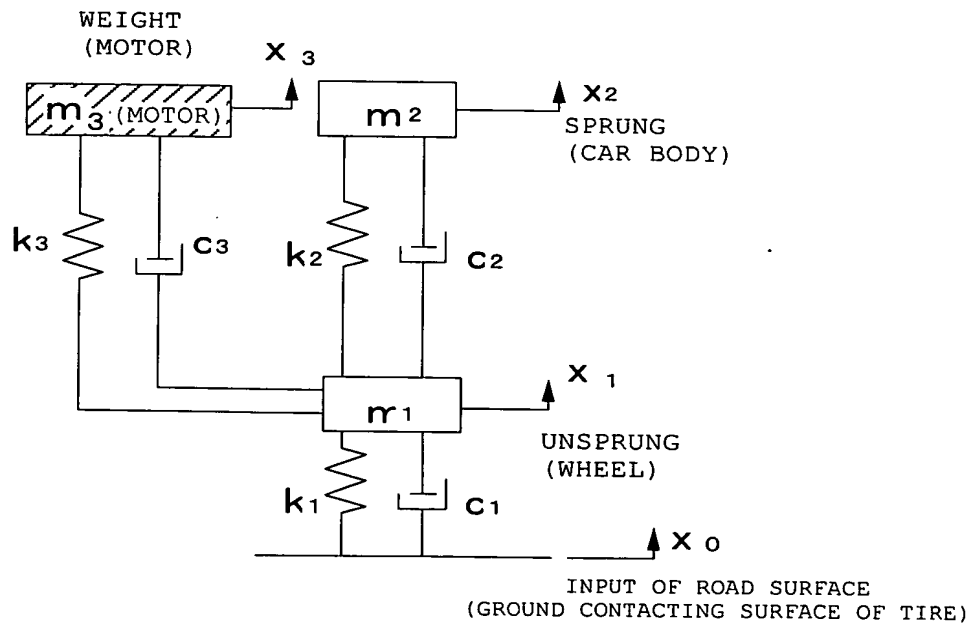 WEIGHT
(MOTOR)
x 3
m 3 (MOTOR)
m2
x2
SPRUNG
(CAR BODY)
k3
c3
k2
c2
x 1
m1
UNSPRUNG
(WHEEL)
k1
c1
x 0
INPUT OF ROAD SURFACE
(GROUND CONTACTING SURFACE OF TIRE)